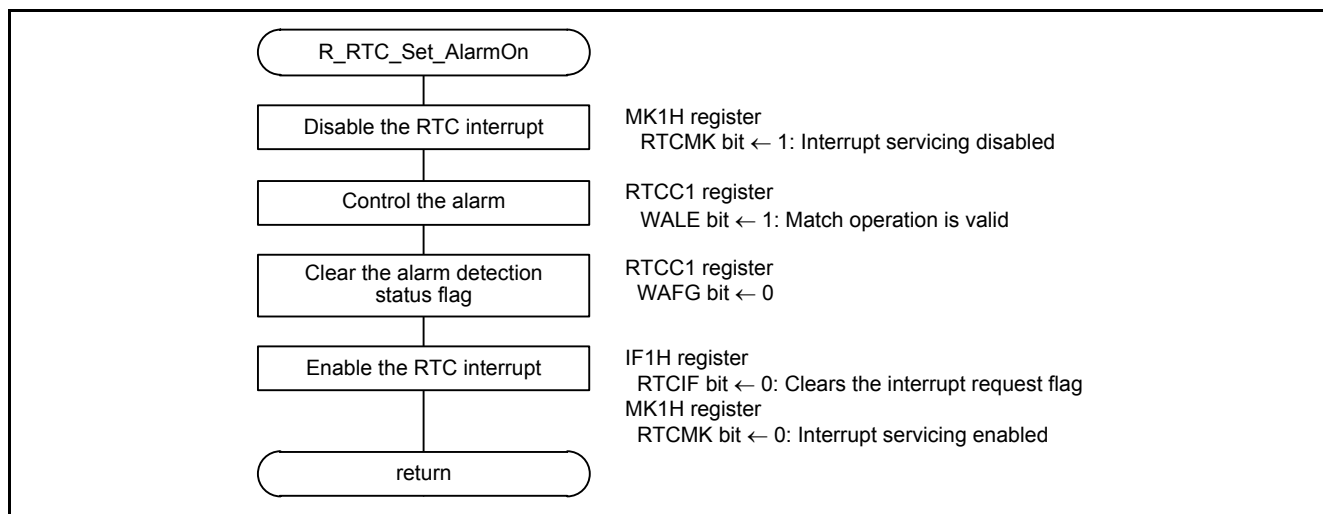 R_RTC_Set_AlarmOn
Disable the RTC interrupt
MK1H register
RTCMK bit ← 1: Interrupt servicing disabled
Control the alarm
RTCC1 register
WALE bit ← 1: Match operation is valid
Clear the alarm detection
status flag
RTCC1 register
WAFG bit ← 0
Enable the RTC interrupt
IF1H register
RTCIF bit ← 0: Clears the interrupt request flag
MK1H register
RTCMK bit ← 0: Interrupt servicing enabled
return